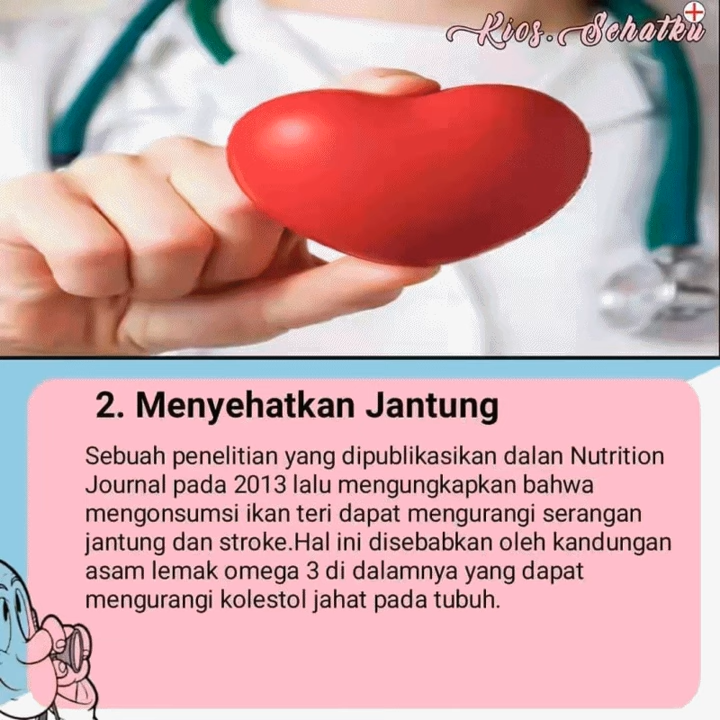 Kios.Sehatku
2. Menyehatkan Jantung
Sebuah penelitian yang dipublikasikan dalan Nutrition
Journal pada 2013 lalu mengungkapkan bahwa
mengonsumsi ikan teri dapat mengurangi serangan
jantung dan stroke.Hal ini disebabkan oleh kandungan
asam lemak omega 3 di dalamnya yang dapat
mengurangi kolestol jahat pada tubuh.